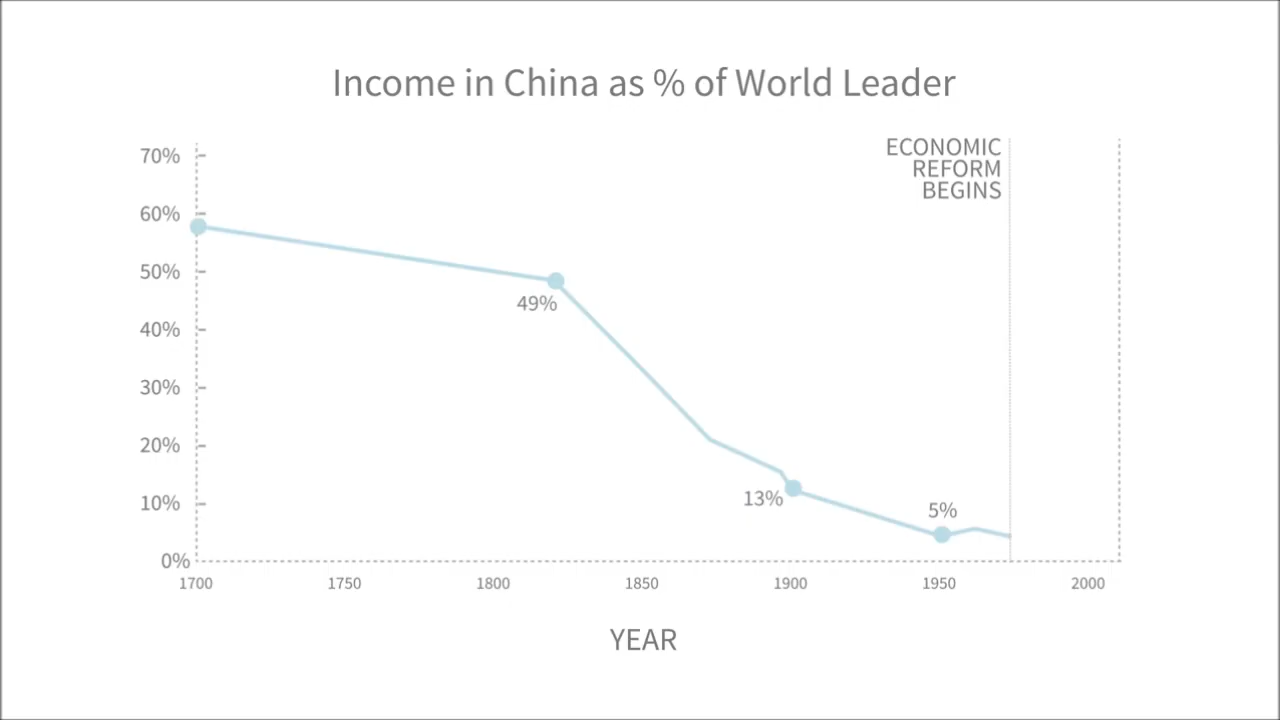 Income in China as % of World Leader
ECONOMIC
REFORM
BEGINS
70%
60%
50%
40%
30%
20%
10%
0%
49%
13%
5%
1700 1750 1800 1850 1900 1950 2000
YEAR